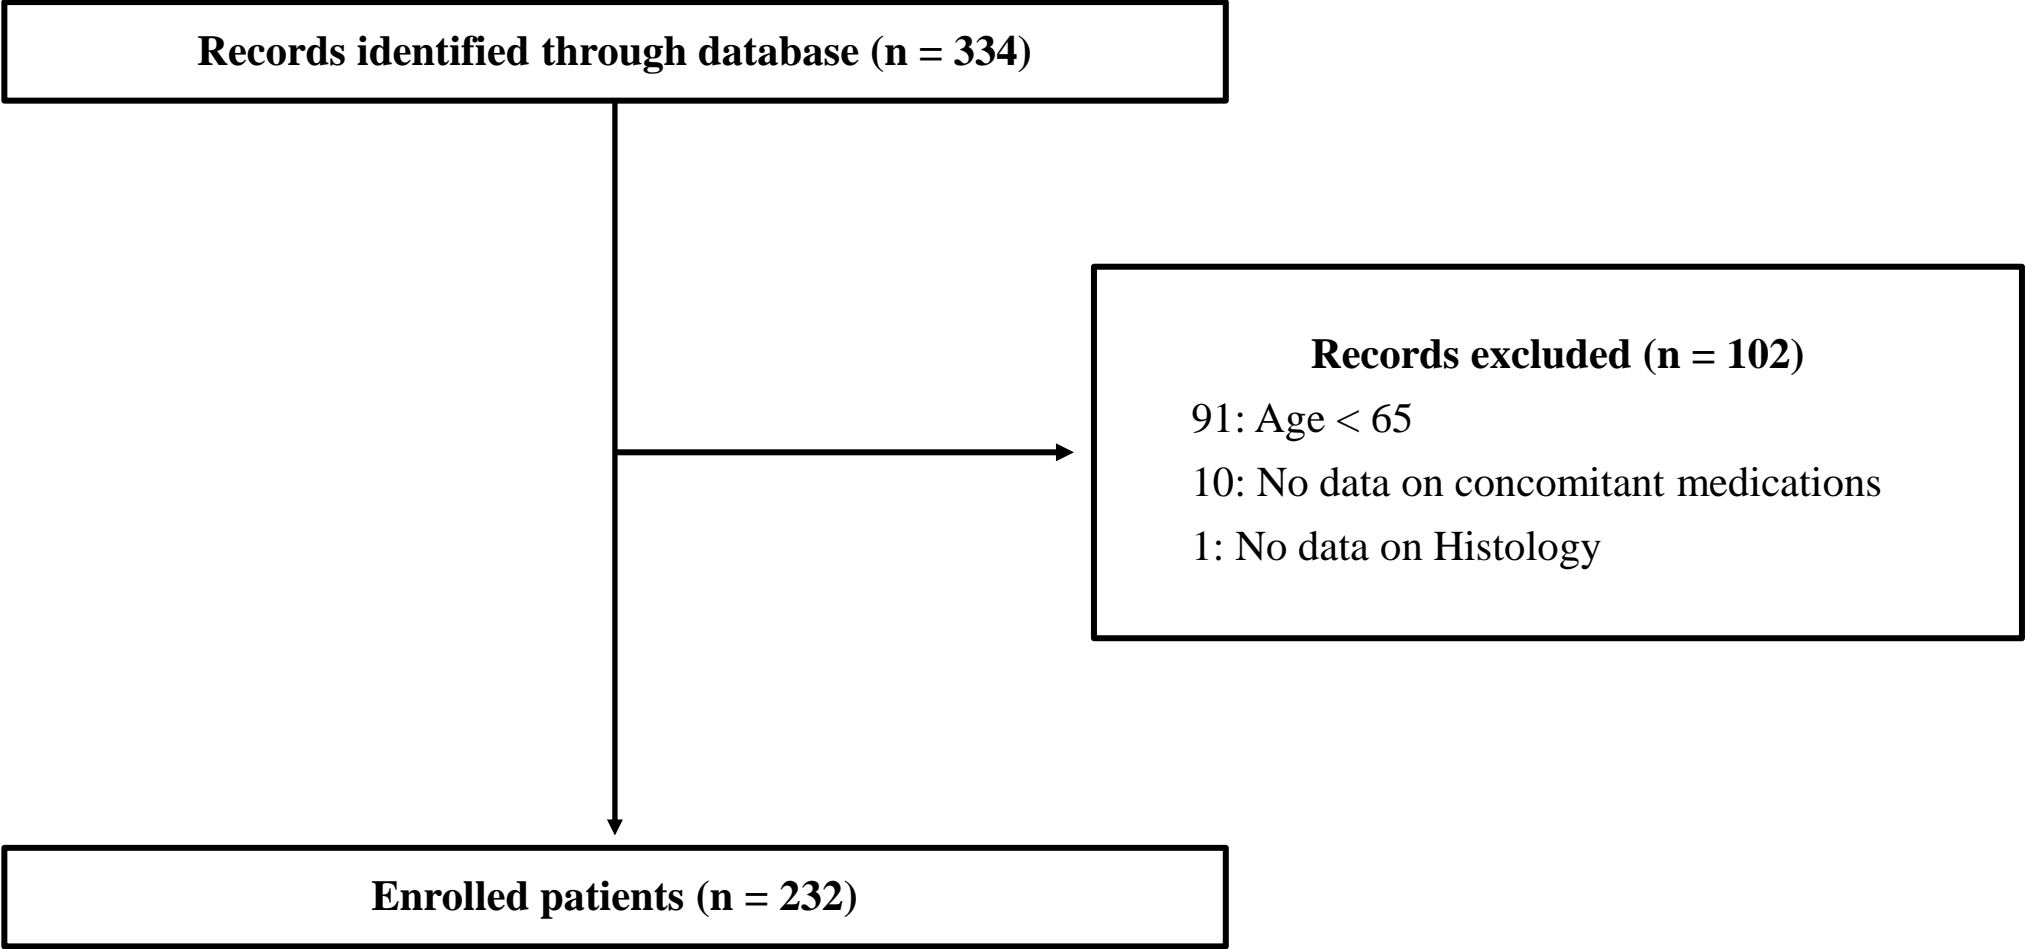 Records identified through database (n = 334)
Records excluded (n = 102)
91: Age < 65
10: No data on concomitant medications
1: No data on Histology
Enrolled patients (n = 232)